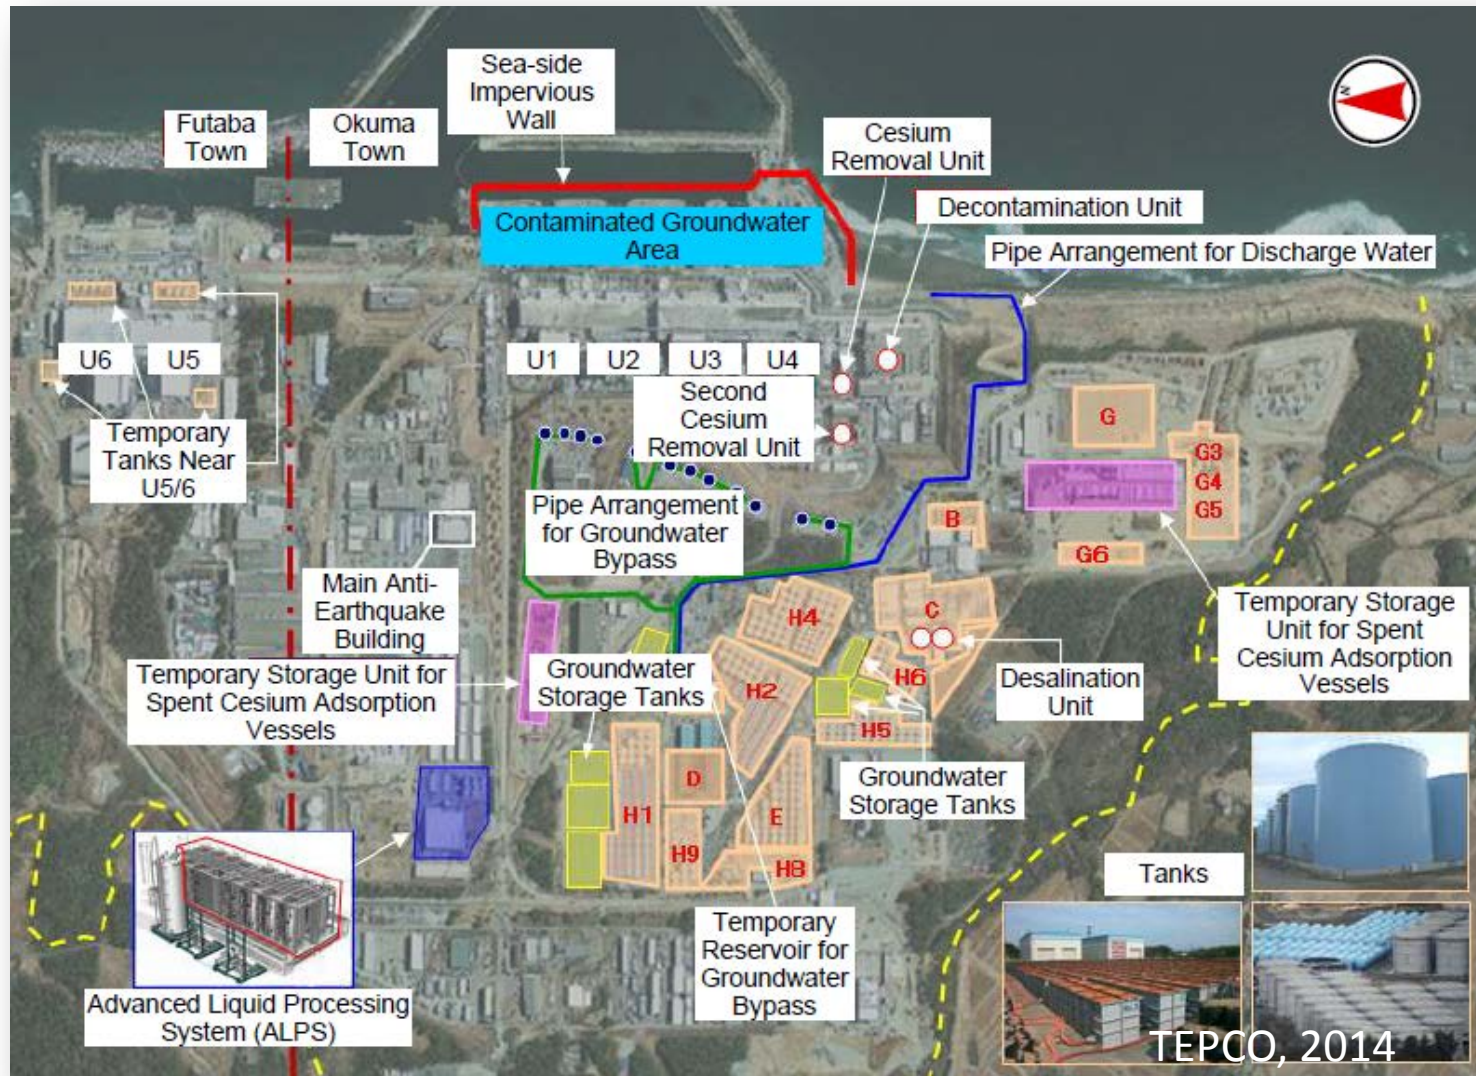 Sea-side
Impervious
Wall
N
Futaba
Town
Okuma
Town
Cesium
Removal Unit
Decontamination Unit
Contaminated Groundwater
Area
Pipe Arrangement for Discharge Water
U6
U5
U1
U2
U3
U4
Second
Cesium
Removal Unit
G
G3
G4
G5
G6
B
Temporary
Tanks Near
U5/6
Pipe Arrangement
for Groundwater
Bypass
Main Anti-
Earthquake
Building
H4
C
Temporary Storage
Unit for Spent
Cesium Adsorption
Vessels
Temporary Storage Unit for
Spent Cesium Adsorption
Vessels
Groundwater
Storage Tanks
H2
H6
H5
Desalination
Unit
Groundwater
Storage Tanks
D
H1
E
H9
H8
Tanks
Temporary
Reservoir for
Groundwater
Bypass
Advanced Liquid Processing
System (ALPS)
TEPCO, 2014